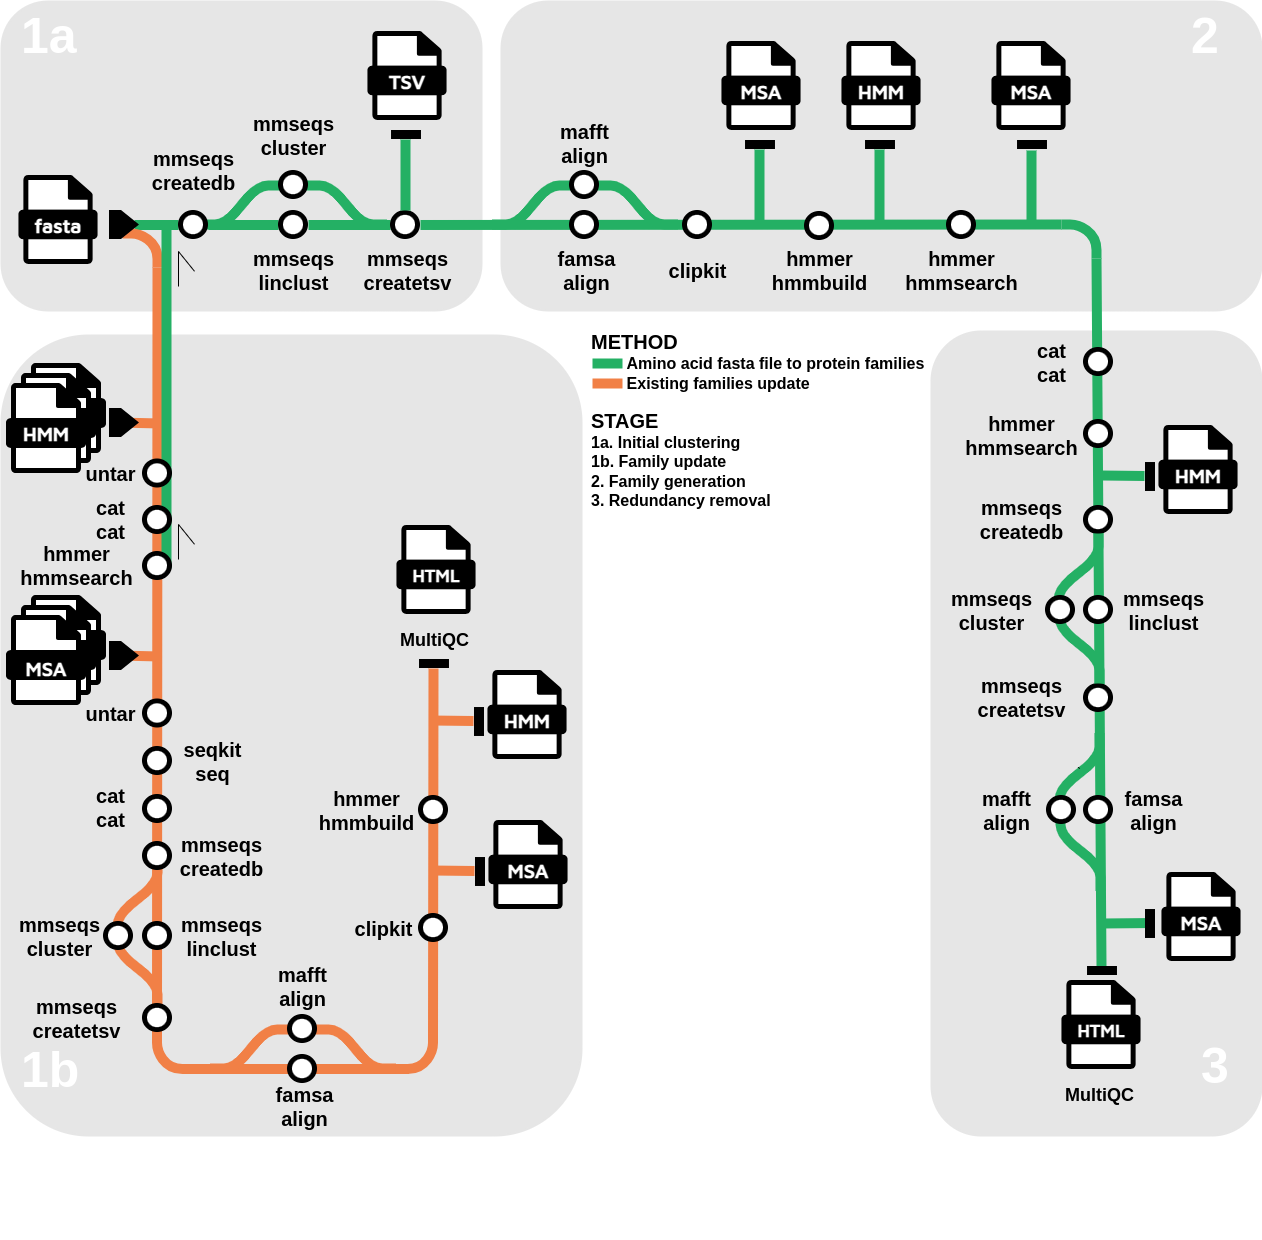 1a
2
TSV
MSA
HMM
MSA
mmseqs
cluster
mafft
align
mmseqs
createdb
fasta
mmseqs
linclust
mmseqs
createtsv
famsa
align
clipkit
hmmer
hmmbuild
hmmer
hmmsearch
METHOD
Amino acid fasta file to protein families
Existing families update
STAGE
1a. Initial clustering
1b. Family update
2. Family generation
3. Redundancy removal
HMM
untar
cat
cat
hmmer
hmmsearch
MSA
untar
seqkit
seq
cat
cat
mmseqs
createdb
mmseqs
cluster
mmseqs
linclust
mmseqs
createtsv
1b
mafft
align
famsa
align
clipkit
MSA
hmmer
hmmbuild
HMM
MultiQC
HTML
cat
cat
hmmer
hmmsearch
HMM
mmseqs
createdb
mmseqs
cluster
mmseqs
linclust
mmseqs
createtsv
mafft
align
famsa
align
MSA
HTML
MultiQC
3